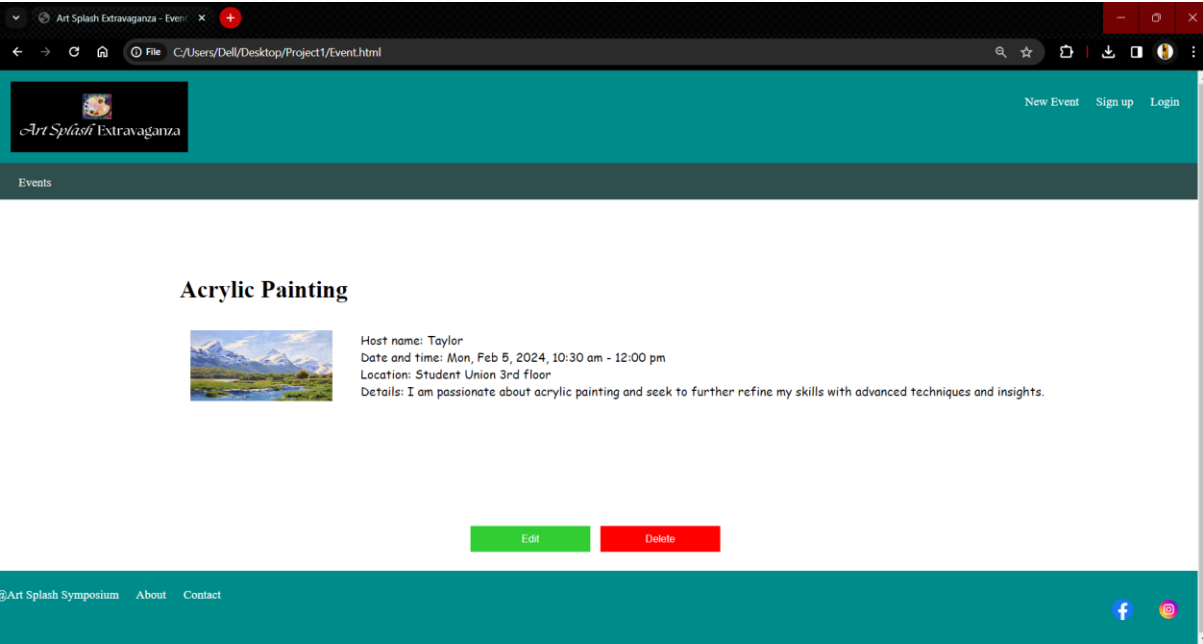 Art Splash Extravaganza - Event
File C:/Users/Dell/Desktop/Project1/Event.html
New Event Sign up Login
Art Splash Extravaganza
Events
Acrylic Painting
Host name: Taylor
Date and time: Mon, Feb 5, 2024, 10:30 am - 12:00 pm
Location: Student Union 3rd floor
Details: I am passionate about acrylic painting and seek to further refine my skills with advanced techniques and insights.
Edit Delete
@Art Splash Symposium About Contact